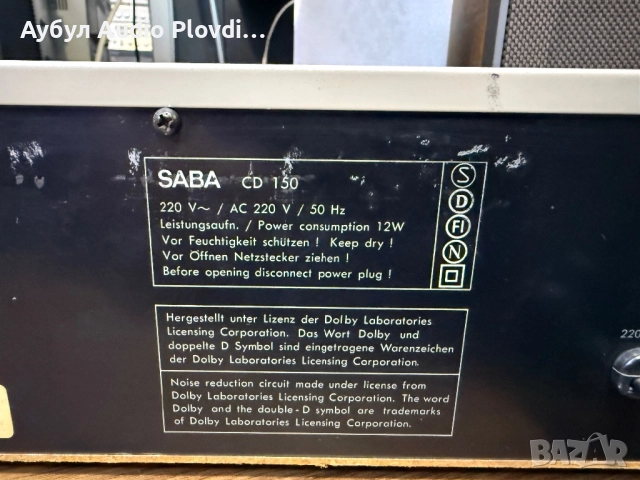 Аубул Аудио Plovdi...
SABA CD 150
220 V~ / AC 220 V / 50 Hz
Leistungsaufn. / Power consumption 12W
Vor Feuchtigkeit schützen ! Keep dry !
Vor Öffnen Netzstecker ziehen !
Before opening disconnect power plug !
S
D
FI
N
Hergestellt unter Lizenz der Dolby Laboratories
Licensing Corporation. Das Wort Dolby und
doppelte D Symbol sind eingetragene Warenzeichen
der Dolby Laboratories Licensing Corporation.
Noise reduction circuit made under license from
Dolby Laboratories Licensing Corporation. The word
Dolby and the double-D symbol are trademarks
of Dolby Laboratories Licensing Corporation.
220
BAZAR